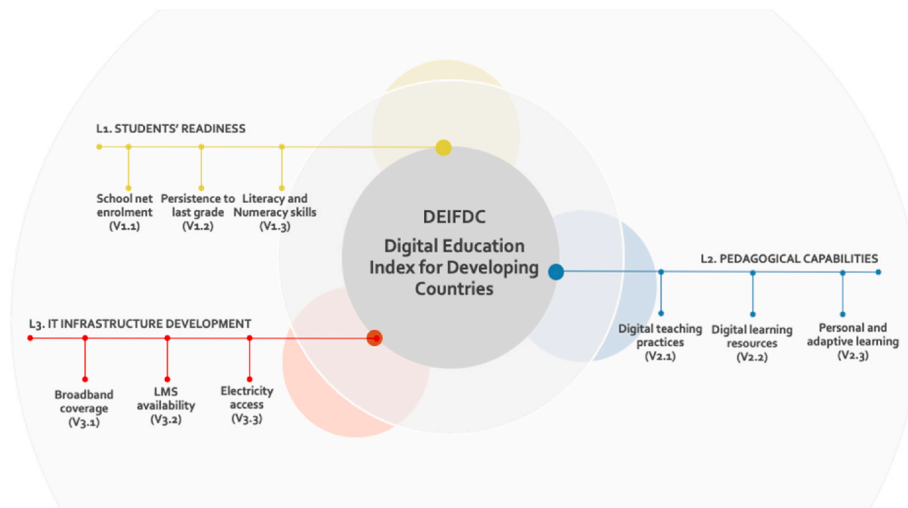 L1. STUDENTS' READINESS
School net
enrolment
(V1.1)
Persistence to
last grade
(V1.2)
Literacy and
Numeracy skills
(V1.3)
DEIFDC
Digital Education
Index for Developing
Countries
L2. PEDAGOGICAL CAPABILITIES
Digital teaching
practices
(V2.1)
Digital learning
resources
(V2.2)
Personal and
adaptive learning
(V2.3)
L3. IT INFRASTRUCTURE DEVELOPMENT
Broadband
coverage
(V3.1)
LMS
availability
(V3.2)
Electricity
access
(V3.3)